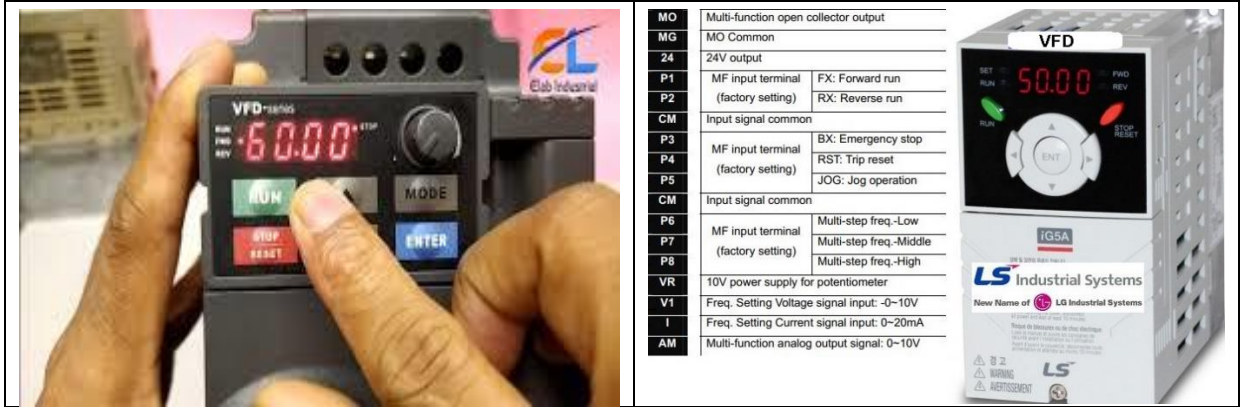 EL
Elab Industrial
VFD-series
RUN
FWD
REV
60.00
STOP
RUN
MODE
STOP
RESET
ENTER
MO Multi-function open collector output
MG MO Common
24 24V output
P1 MF input terminal FX: Forward run
P2 (factory setting) RX: Reverse run
CM Input signal common
P3 MF input terminal BX: Emergency stop
P4 (factory setting) RST: Trip reset
P5 JOG: Jog operation
CM Input signal common
P6 MF input terminal Multi-step freq.-Low
P7 (factory setting) Multi-step freq.-Middle
P8 Multi-step freq.-High
VR 10V power supply for potentiometer
V1 Freq. Setting Voltage signal input: -0~10V
I Freq. Setting Current signal input: 0~20mA
AM Multi-function analog output signal: 0~10V
VFD
SET
RUN
50.00
FWD
REV
RUN
STOP
RESET
ENT
iG5A
LS Industrial Systems
New Name of LG LG Industrial Systems
WARNING
AVERTISSEMENT
LS